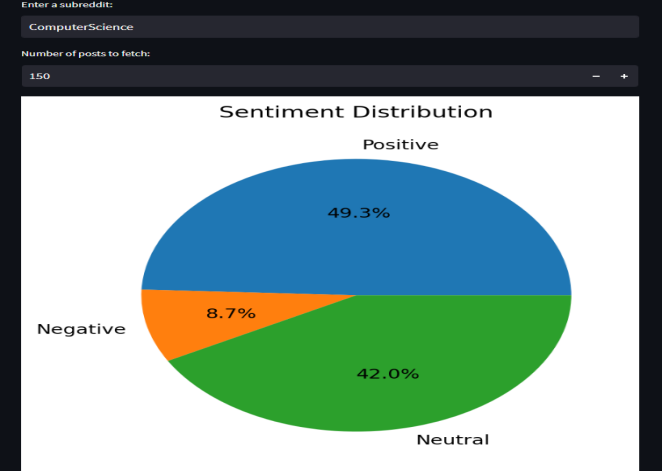 Enter a subreddit:
ComputerScience
Number of posts to fetch:
150 − +
Sentiment Distribution
Positive
49.3%
8.7%
Negative
42.0%
Neutral